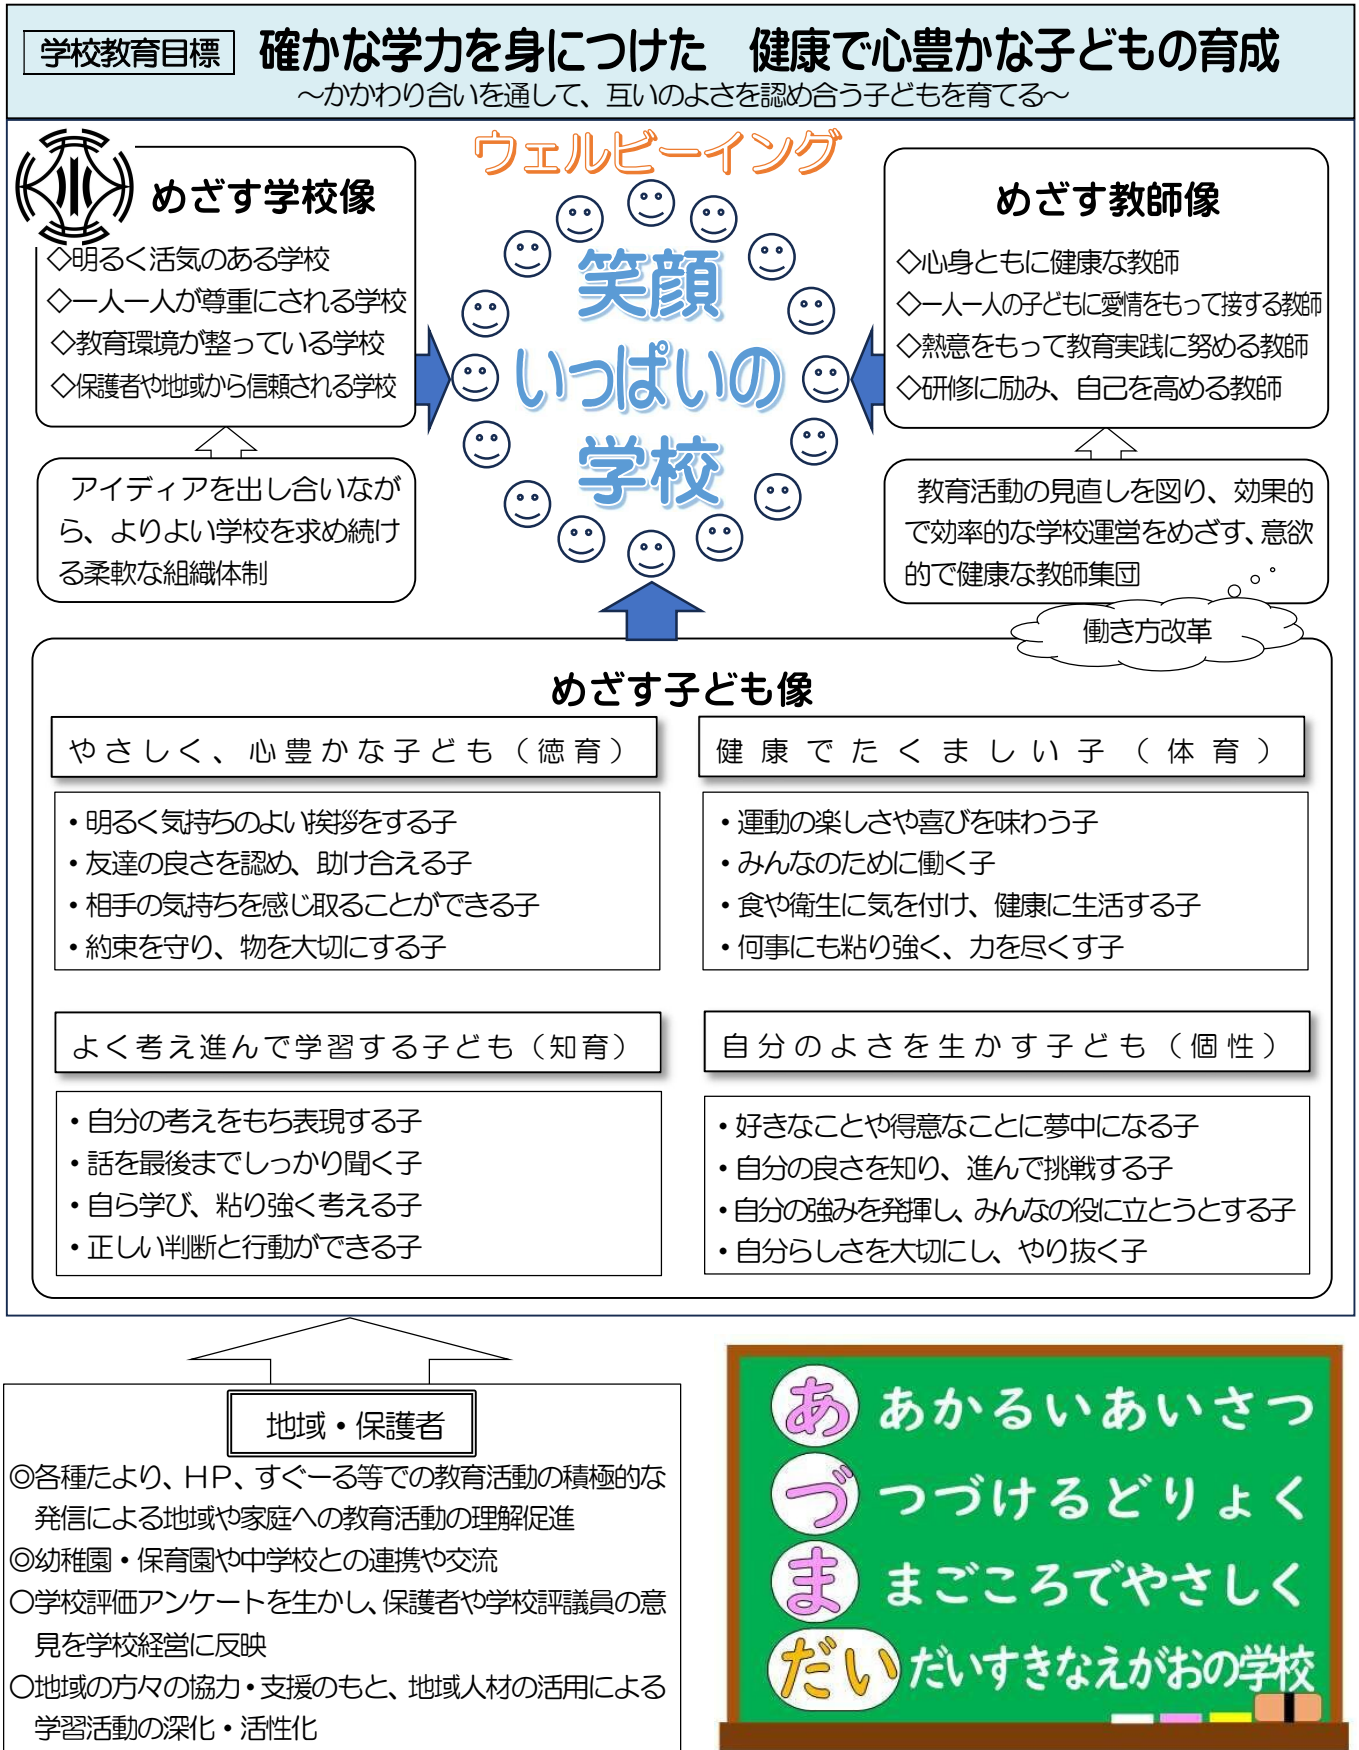 学校教育目標 確かな学力を身につけた 健康で心豊かな子どもの育成
～かかわり合いを通して、互いのよさを認め合う子どもを育てる～
ウェルビーイング
笑顔
いっぱいの
学校
めざす学校像
◇明るく活気のある学校
◇一人一人が尊重にされる学校
◇教育環境が整っている学校
◇保護者や地域から信頼される学校
アイディアを出し合いなが
ら、よりよい学校を求め続け
る柔軟な組織体制
めざす教師像
◇心身ともに健康な教師
◇一人一人の子どもに愛情をもって接する教師
◇熱意をもって教育実践に努める教師
◇研修に励み、自己を高める教師
教育活動の見直しを図り、効果的
で効率的な学校運営をめざす、意欲
的で健康な教師集団
働き方改革
めざす子ども像
やさしく、心豊かな子ども（徳育）
・明るく気持ちのよい挨拶をする子
・友達の良さを認め、助け合える子
・相手の気持ちを感じ取ることができる子
・約束を守り、物を大切にする子
健康でたくましい子（体育）
・運動の楽しさや喜びを味わう子
・みんなのために働く子
・食や衛生に気を付け、健康に生活する子
・何事にも粘り強く、力を尽くす子
よく考え進んで学習する子ども（知育）
・自分の考えをもち表現する子
・話を最後までしっかり聞く子
・自ら学び、粘り強く考える子
・正しい判断と行動ができる子
自分のよさを生かす子ども（個性）
・好きなことや得意なことに夢中になる子
・自分の良さを知り、進んで挑戦する子
・自分の強みを発揮し、みんなの役に立とうとする子
・自分らしさを大切にし、やり抜く子
地域・保護者
◎各種たより、ＨＰ、すぐーる等での教育活動の積極的な
発信による地域や家庭への教育活動の理解促進
◎幼稚園・保育園や中学校との連携や交流
〇学校評価アンケートを生かし、保護者や学校評議員の意
見を学校経営に反映
〇地域の方々の協力・支援のもと、地域人材の活用による
学習活動の深化・活性化
あ あかるいあいさつ
づ つづけるどりょく
ま まごころでやさしく
だい だいすきなえがおの学校